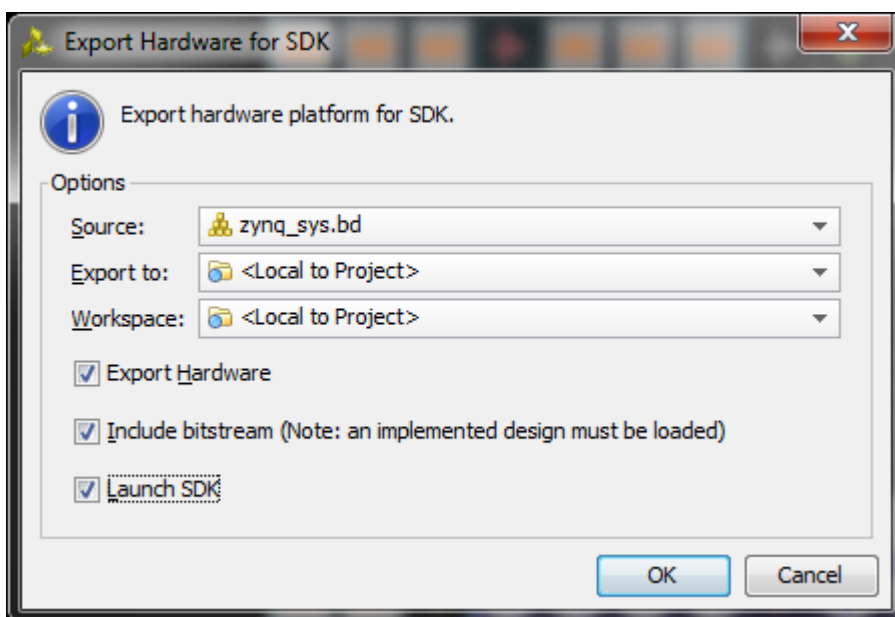 Export Hardware for SDK
Export hardware platform for SDK.
Options
Source: zynq_sys.bd
Export to: <Local to Project>
Workspace: <Local to Project>
Export Hardware
Include bitstream (Note: an implemented design must be loaded)
Launch SDK
OK Cancel